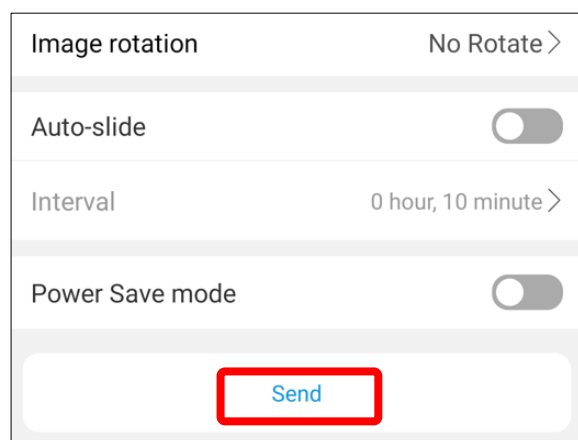 Image rotation No Rotate
Auto-slide
Interval 0 hour, 10 minute
Power Save mode
Send